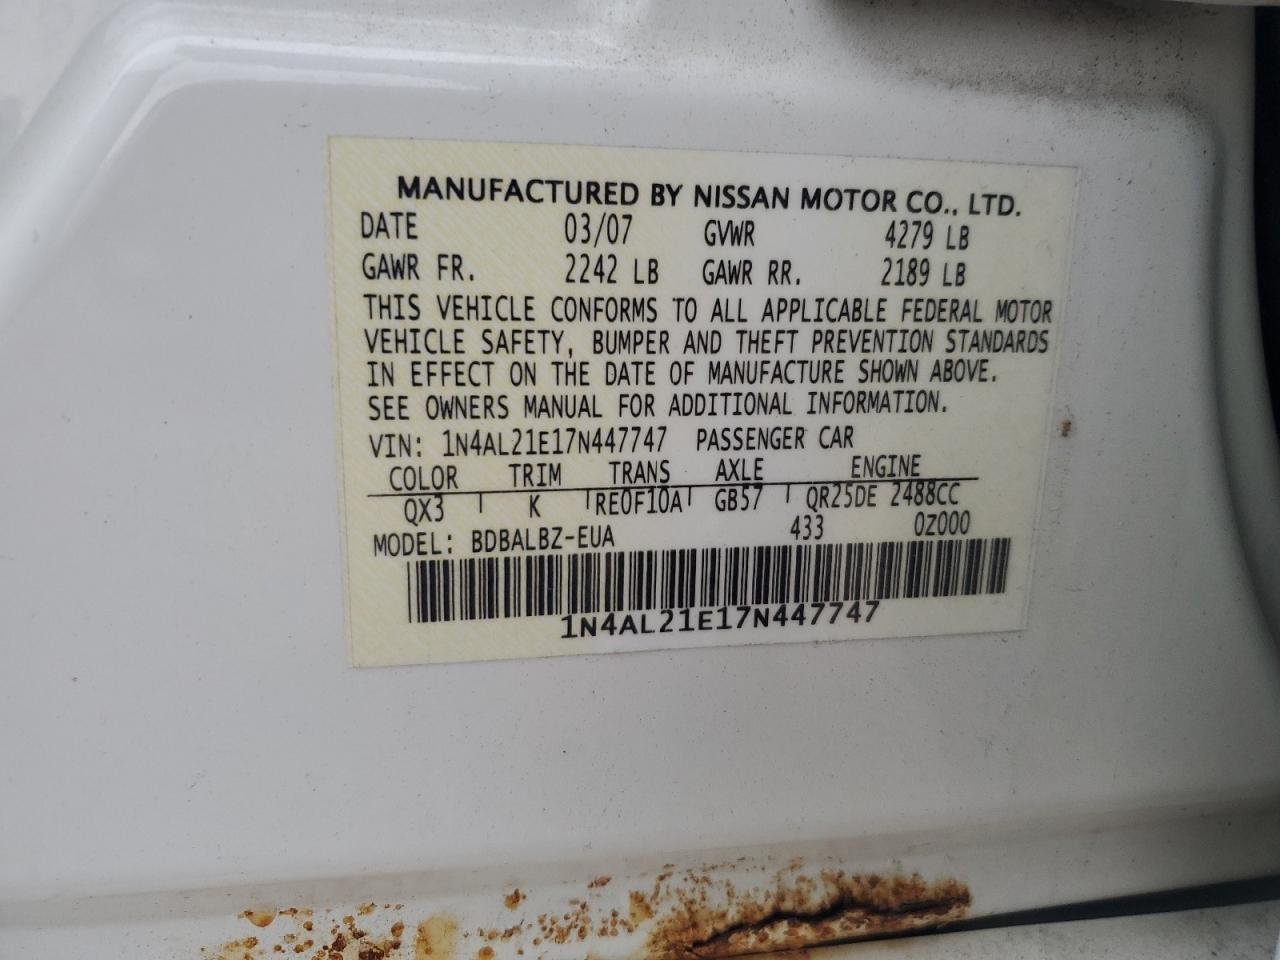 MANUFACTURED BY NISSAN MOTOR CO., LTD.
DATE 03/07 GVWR 4279 LB
GAWR FR. 2242 LB GAWR RR. 2189 LB
THIS VEHICLE CONFORMS TO ALL APPLICABLE FEDERAL MOTOR
VEHICLE SAFETY, BUMPER AND THEFT PREVENTION STANDARDS
IN EFFECT ON THE DATE OF MANUFACTURE SHOWN ABOVE.
SEE OWNERS MANUAL FOR ADDITIONAL INFORMATION.
VIN: 1N4AL21E17N447747 PASSENGER CAR
COLOR TRIM TRANS AXLE ENGINE
QX3 K RE0F10A GB57 QR25DE 2488CC
MODEL: BDBALBZ-EUA 433 0Z000
1N4AL21E17N447747